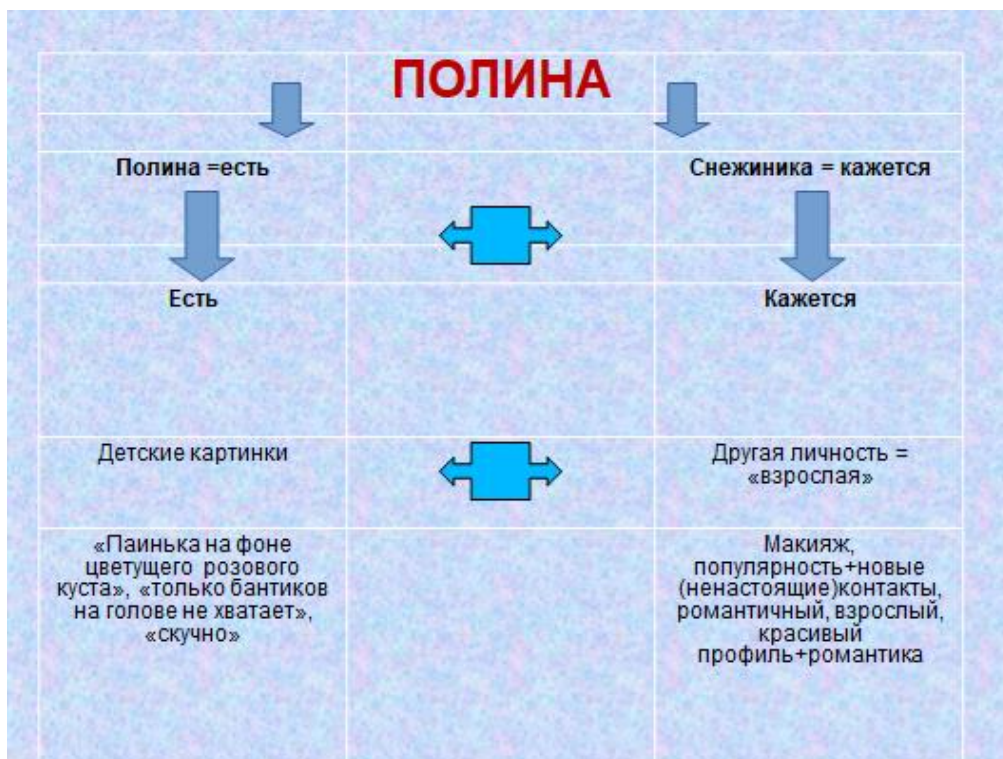 ПОЛИНА
Полина =есть
Снежиника = кажется
Есть
Кажется
Детские картинки
Другая личность =
«взрослая»
«Паинька на фоне
цветущего розового
куста», «только бантиков
на голове не хватает»,
«скучно»
Макияж,
популярность+новые
(ненастоящие)контакты,
романтичный, взрослый,
красивый
профиль+романтика